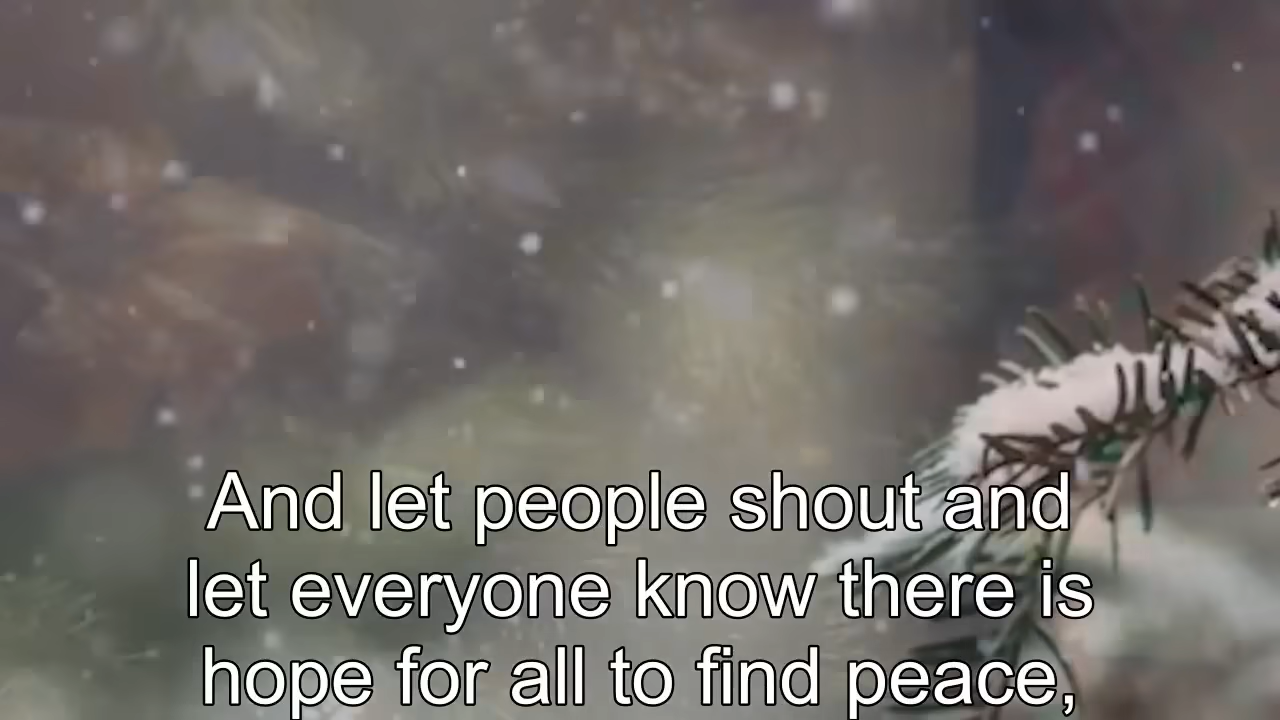 And let people shout and
let everyone know there is
hope for all to find peace,